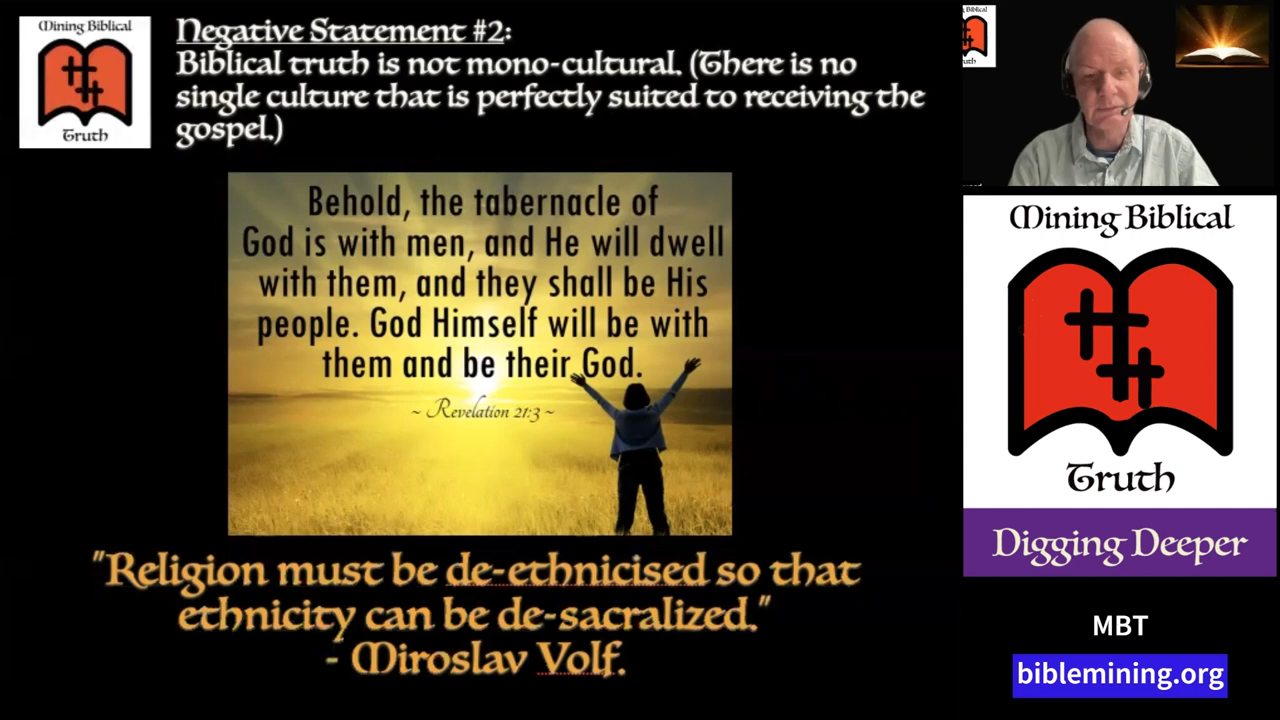 Mining Biblical
Truth
Negative Statement #2:
Biblical truth is not mono-cultural. (There is no
single culture that is perfectly suited to receiving the
gospel.)
Behold, the tabernacle of
God is with men, and He will dwell
with them, and they shall be His
people. God Himself will be with
them and be their God.
~ Revelation 21:3 ~
"Religion must be de-ethnicised so that
ethnicity can be de-sacralized."
- Miroslav Volf.
Mining Biblical
Truth
Digging Deeper
MBT
biblemining.org